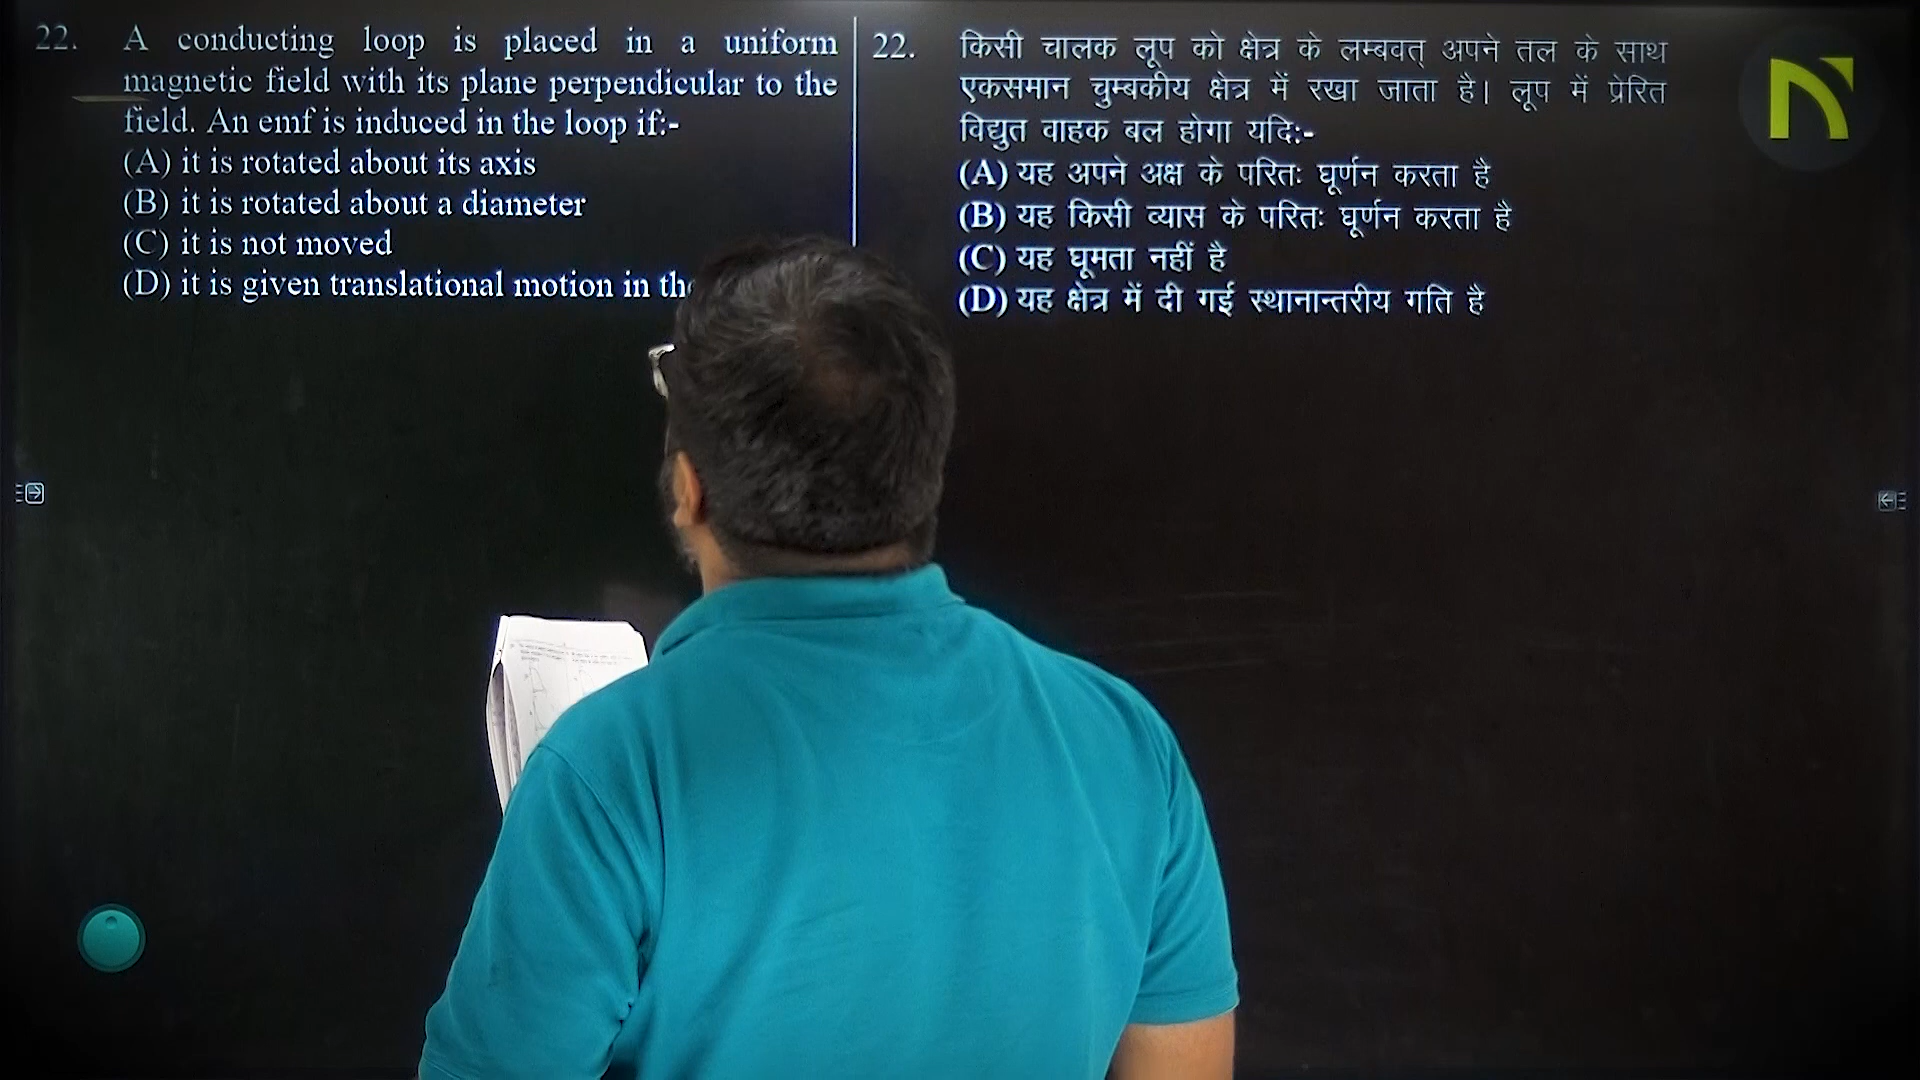 22. A conducting loop is placed in a uniform
magnetic field with its plane perpendicular to the
field. An emf is induced in the loop if:-
(A) it is rotated about its axis
(B) it is rotated about a diameter
(C) it is not moved
(D) it is given translational motion in the
22. किसी चालक लूप को क्षेत्र के लम्बवत् अपने तल के साथ
एकसमान चुम्बकीय क्षेत्र में रखा जाता है। लूप में प्रेरित
विद्युत वाहक बल होगा यदि:-
(A) यह अपने अक्ष के परितः घूर्णन करता है
(B) यह किसी व्यास के परितः घूर्णन करता है
(C) यह घूमता नहीं है
(D) यह क्षेत्र में दी गई स्थानान्तरीय गति है